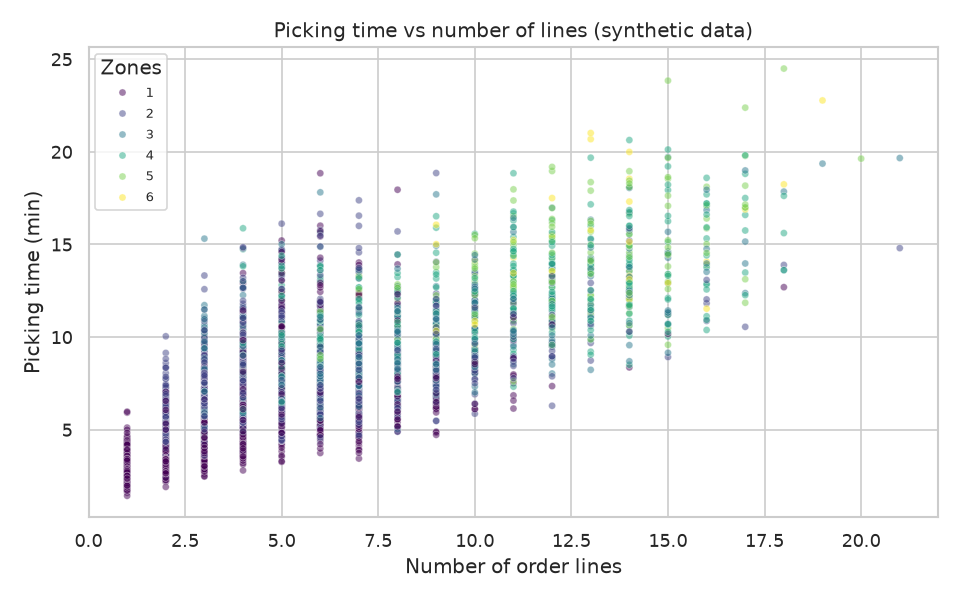 Picking time vs number of lines (synthetic data)
Picking time (min)
25
20
15
10
5
Zones
1
2
3
4
5
6
0.0 2.5 5.0 7.5 10.0 12.5 15.0 17.5 20.0
Number of order lines